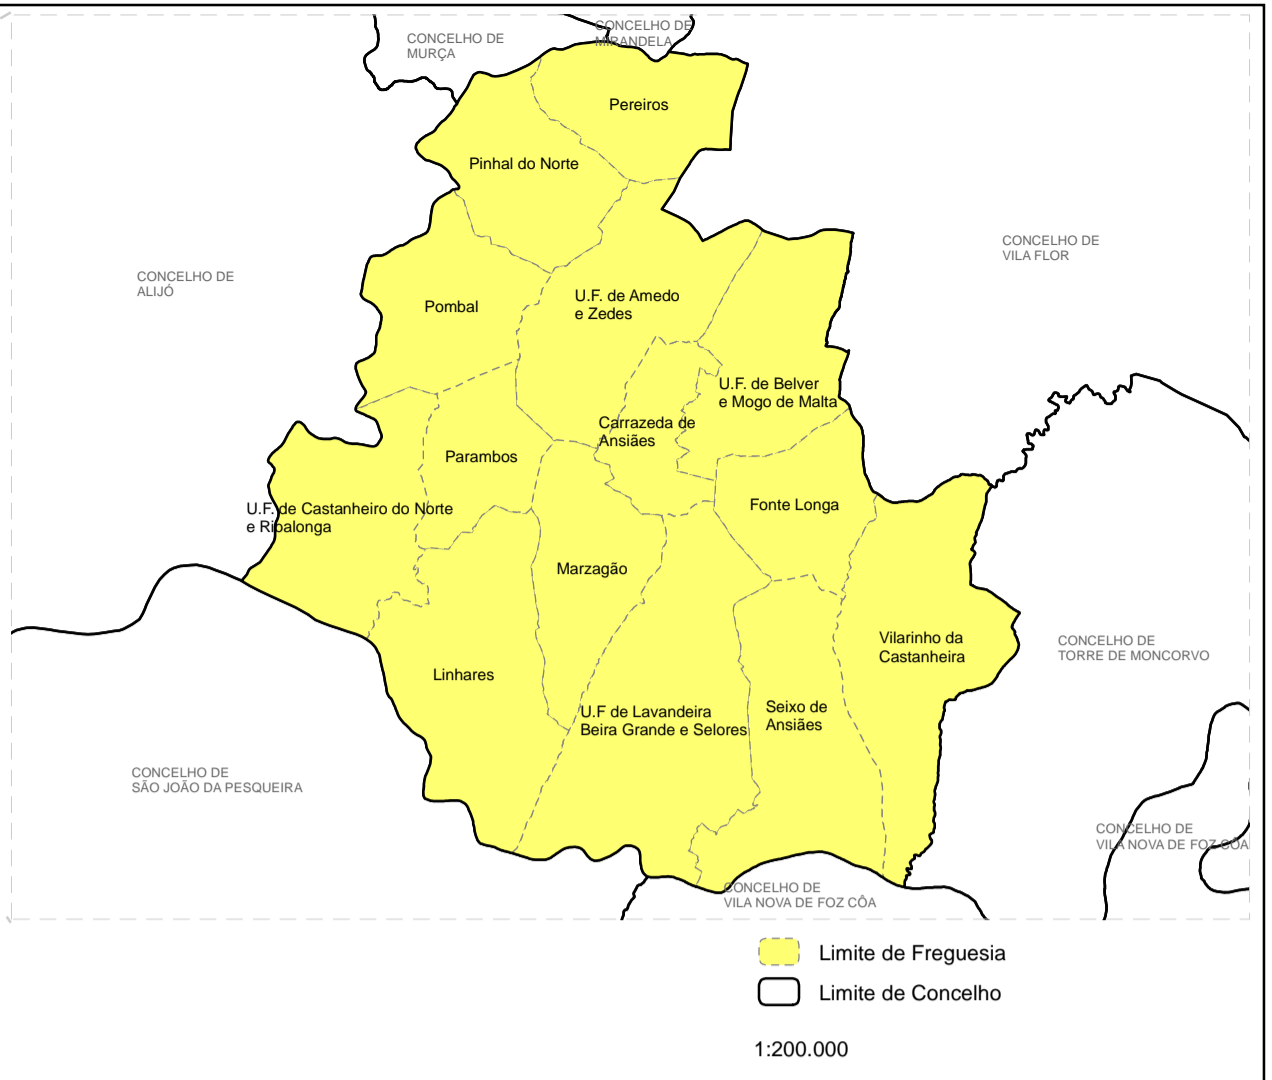 CONCELHO DE
MURÇA
CONCELHO DE
MIRANDELA
Pereiros
Pinhal do Norte
CONCELHO DE
VILA FLOR
CONCELHO DE
ALIJÓ
Pombal
U.F. de Amedo
e Zedes
U.F. de Belver
e Mogo de Malta
Carrazeda de
Ansiães
Parambos
U.F. de Castanheiro do Norte
e Ribalonga
Fonte Longa
Marzagão
Vilarinho da
Castanheira
CONCELHO DE
TORRE DE MONCORVO
Linhares
U.F de Lavandeira
Beira Grande e Selores
Seixo de
Ansiães
CONCELHO DE
SÃO JOÃO DA PESQUEIRA
CONCELHO DE
VILA NOVA DE FOZ CÔA
CONCELHO DE
VILA NOVA DE FOZ CÔA
Limite de Freguesia
Limite de Concelho
1:200.000